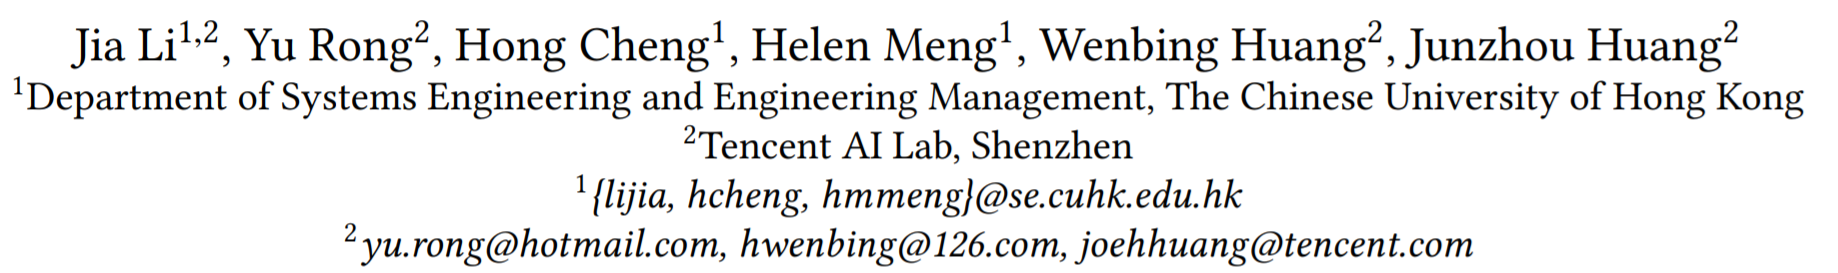 Jia Li1,2, Yu Rong2, Hong Cheng1, Helen Meng1, Wenbing Huang2, Junzhou Huang2
1Department of Systems Engineering and Engineering Management, The Chinese University of Hong Kong
2Tencent AI Lab, Shenzhen
1{lijia, hcheng, hmmeng}@se.cuhk.edu.hk
2yu.rong@hotmail.com, hwenbing@126.com, joehhuang@tencent.com